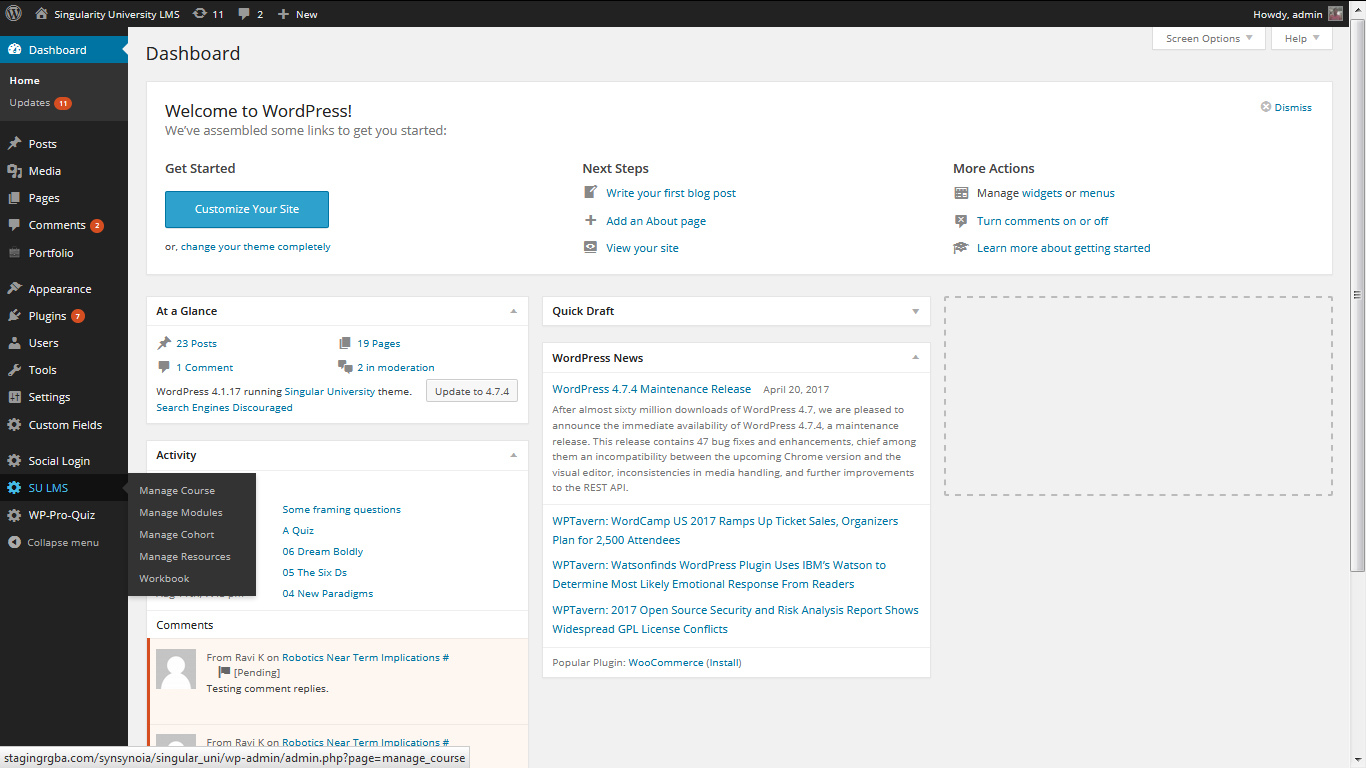 Singularity University LMS 11 2 New Howdy, admin
Dashboard
Home
Updates 11
Posts
Media
Pages
Comments 2
Portfolio
Appearance
Plugins 7
Users
Tools
Settings
Custom Fields
Social Login
SU LMS
WP-Pro-Quiz
Collapse menu
Manage Course
Manage Modules
Manage Cohort
Manage Resources
Workbook
Dashboard
Screen Options
Help
Welcome to WordPress!
We've assembled some links to get you started:
Dismiss
Get Started
Customize Your Site
or, change your theme completely
Next Steps
Write your first blog post
Add an About page
View your site
More Actions
Manage widgets or menus
Turn comments on or off
Learn more about getting started
At a Glance
23 Posts
19 Pages
1 Comment
2 in moderation
WordPress 4.1.17 running Singular University theme.
Update to 4.7.4
Search Engines Discouraged
Activity
Some framing questions
A Quiz
06 Dream Boldly
05 The Six Ds
04 New Paradigms
Comments
From Ravi K on Robotics Near Term Implications #
[Pending]
Testing comment replies.
From Ravi K on Robotics Near Term Implications #
Quick Draft
WordPress News
WordPress 4.7.4 Maintenance Release April 20, 2017
After almost sixty million downloads of WordPress 4.7, we are pleased to
announce the immediate availability of WordPress 4.7.4, a maintenance
release. This release contains 47 bug fixes and enhancements, chief among
them an incompatibility between the upcoming Chrome version and the
visual editor, inconsistencies in media handling, and further improvements
to the REST API.
WPTavern: WordCamp US 2017 Ramps Up Ticket Sales, Organizers
Plan for 2,500 Attendees
WPTavern: Watsonfinds WordPress Plugin Uses IBM's Watson to
Determine Most Likely Emotional Response From Readers
WPTavern: 2017 Open Source Security and Risk Analysis Report Shows
Widespread GPL License Conflicts
Popular Plugin: WooCommerce (Install)
stagingrgba.com/synsynoia/singular_uni/wp-admin/admin.php?page=manage_course